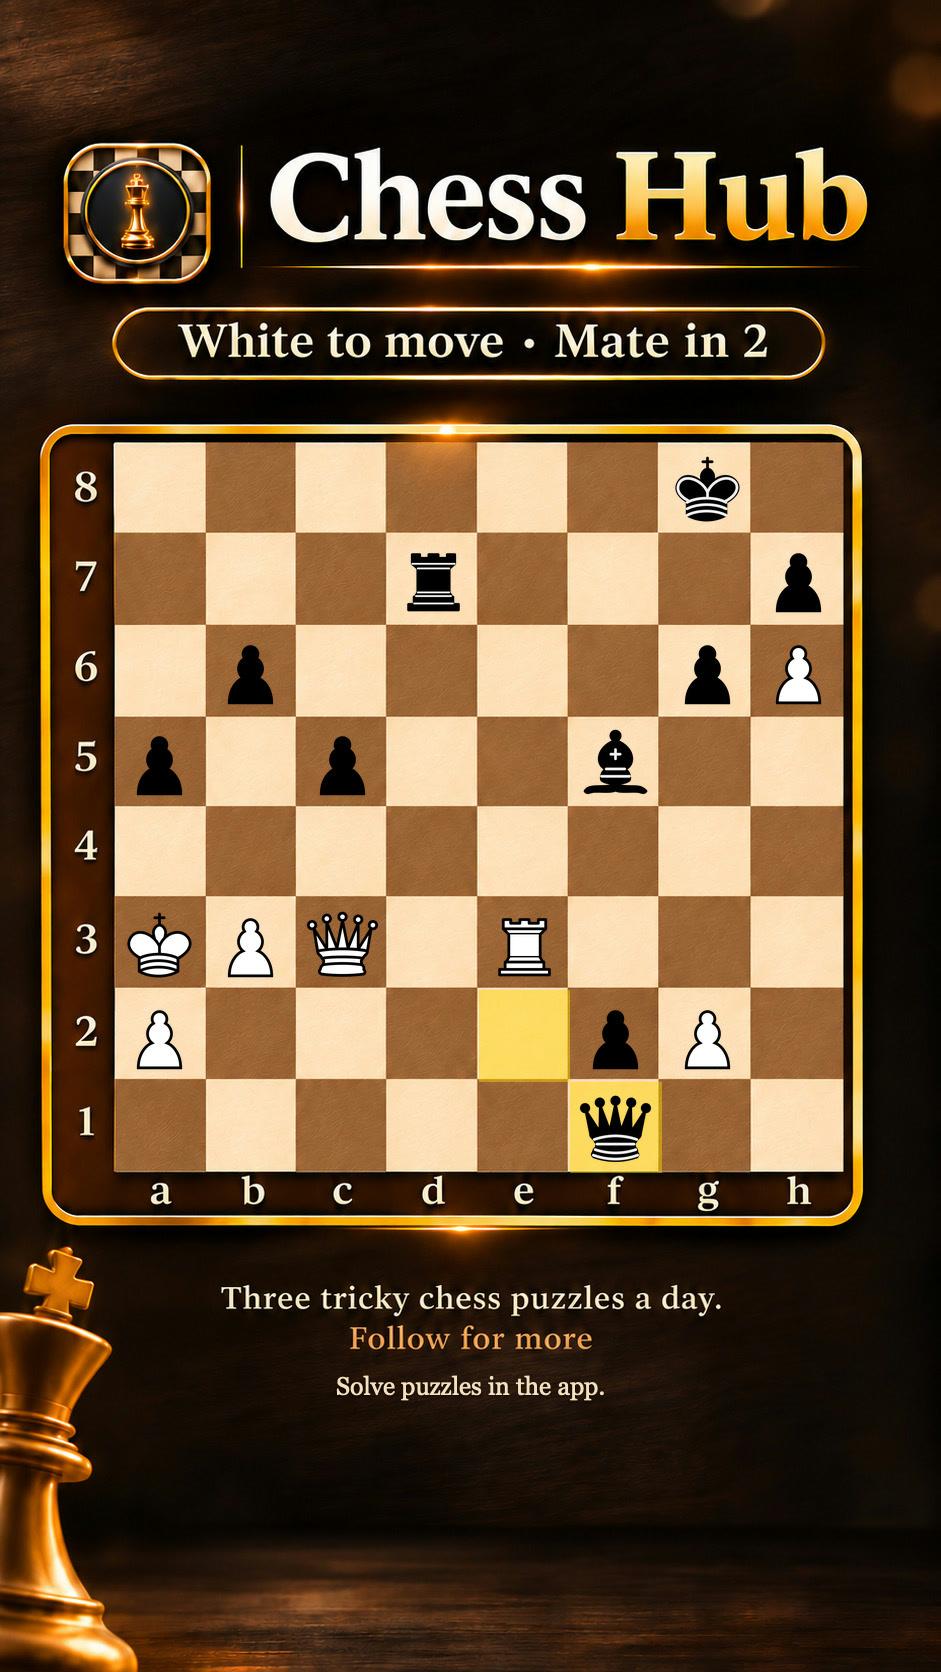 Chess Hub
White to move • Mate in 2
8
7
6
5
4
3
2
1
a b c d e f g h
Three tricky chess puzzles a day.
Follow for more
Solve puzzles in the app.